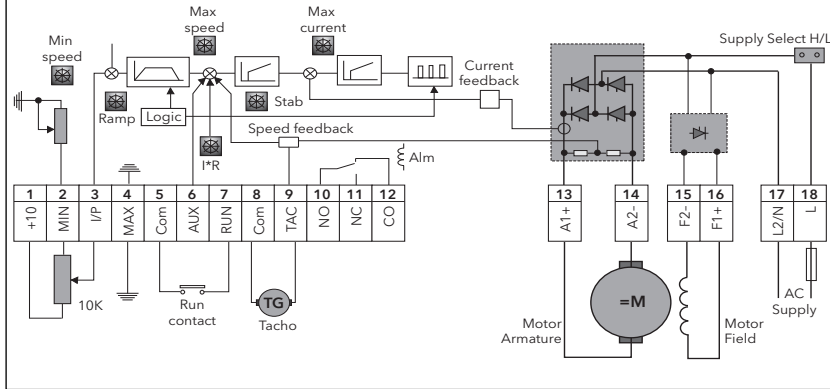 Min
speed
Max
speed
Max
current
Supply Select H/L
Current
feedback
Ramp
Logic
Stab
Speed feedback
I*R
Alm
1 2 3 4 5 6 7 8 9 10 11 12
+10 MIN I/P MAX Com AUX RUN Com TAC NO NC CO
13 14 15 16 17 18
A1+ A2- F2- F1+ L2/N L
10K
Run
contact
TG
Tacho
=M
Motor
Armature
Motor
Field
AC
Supply